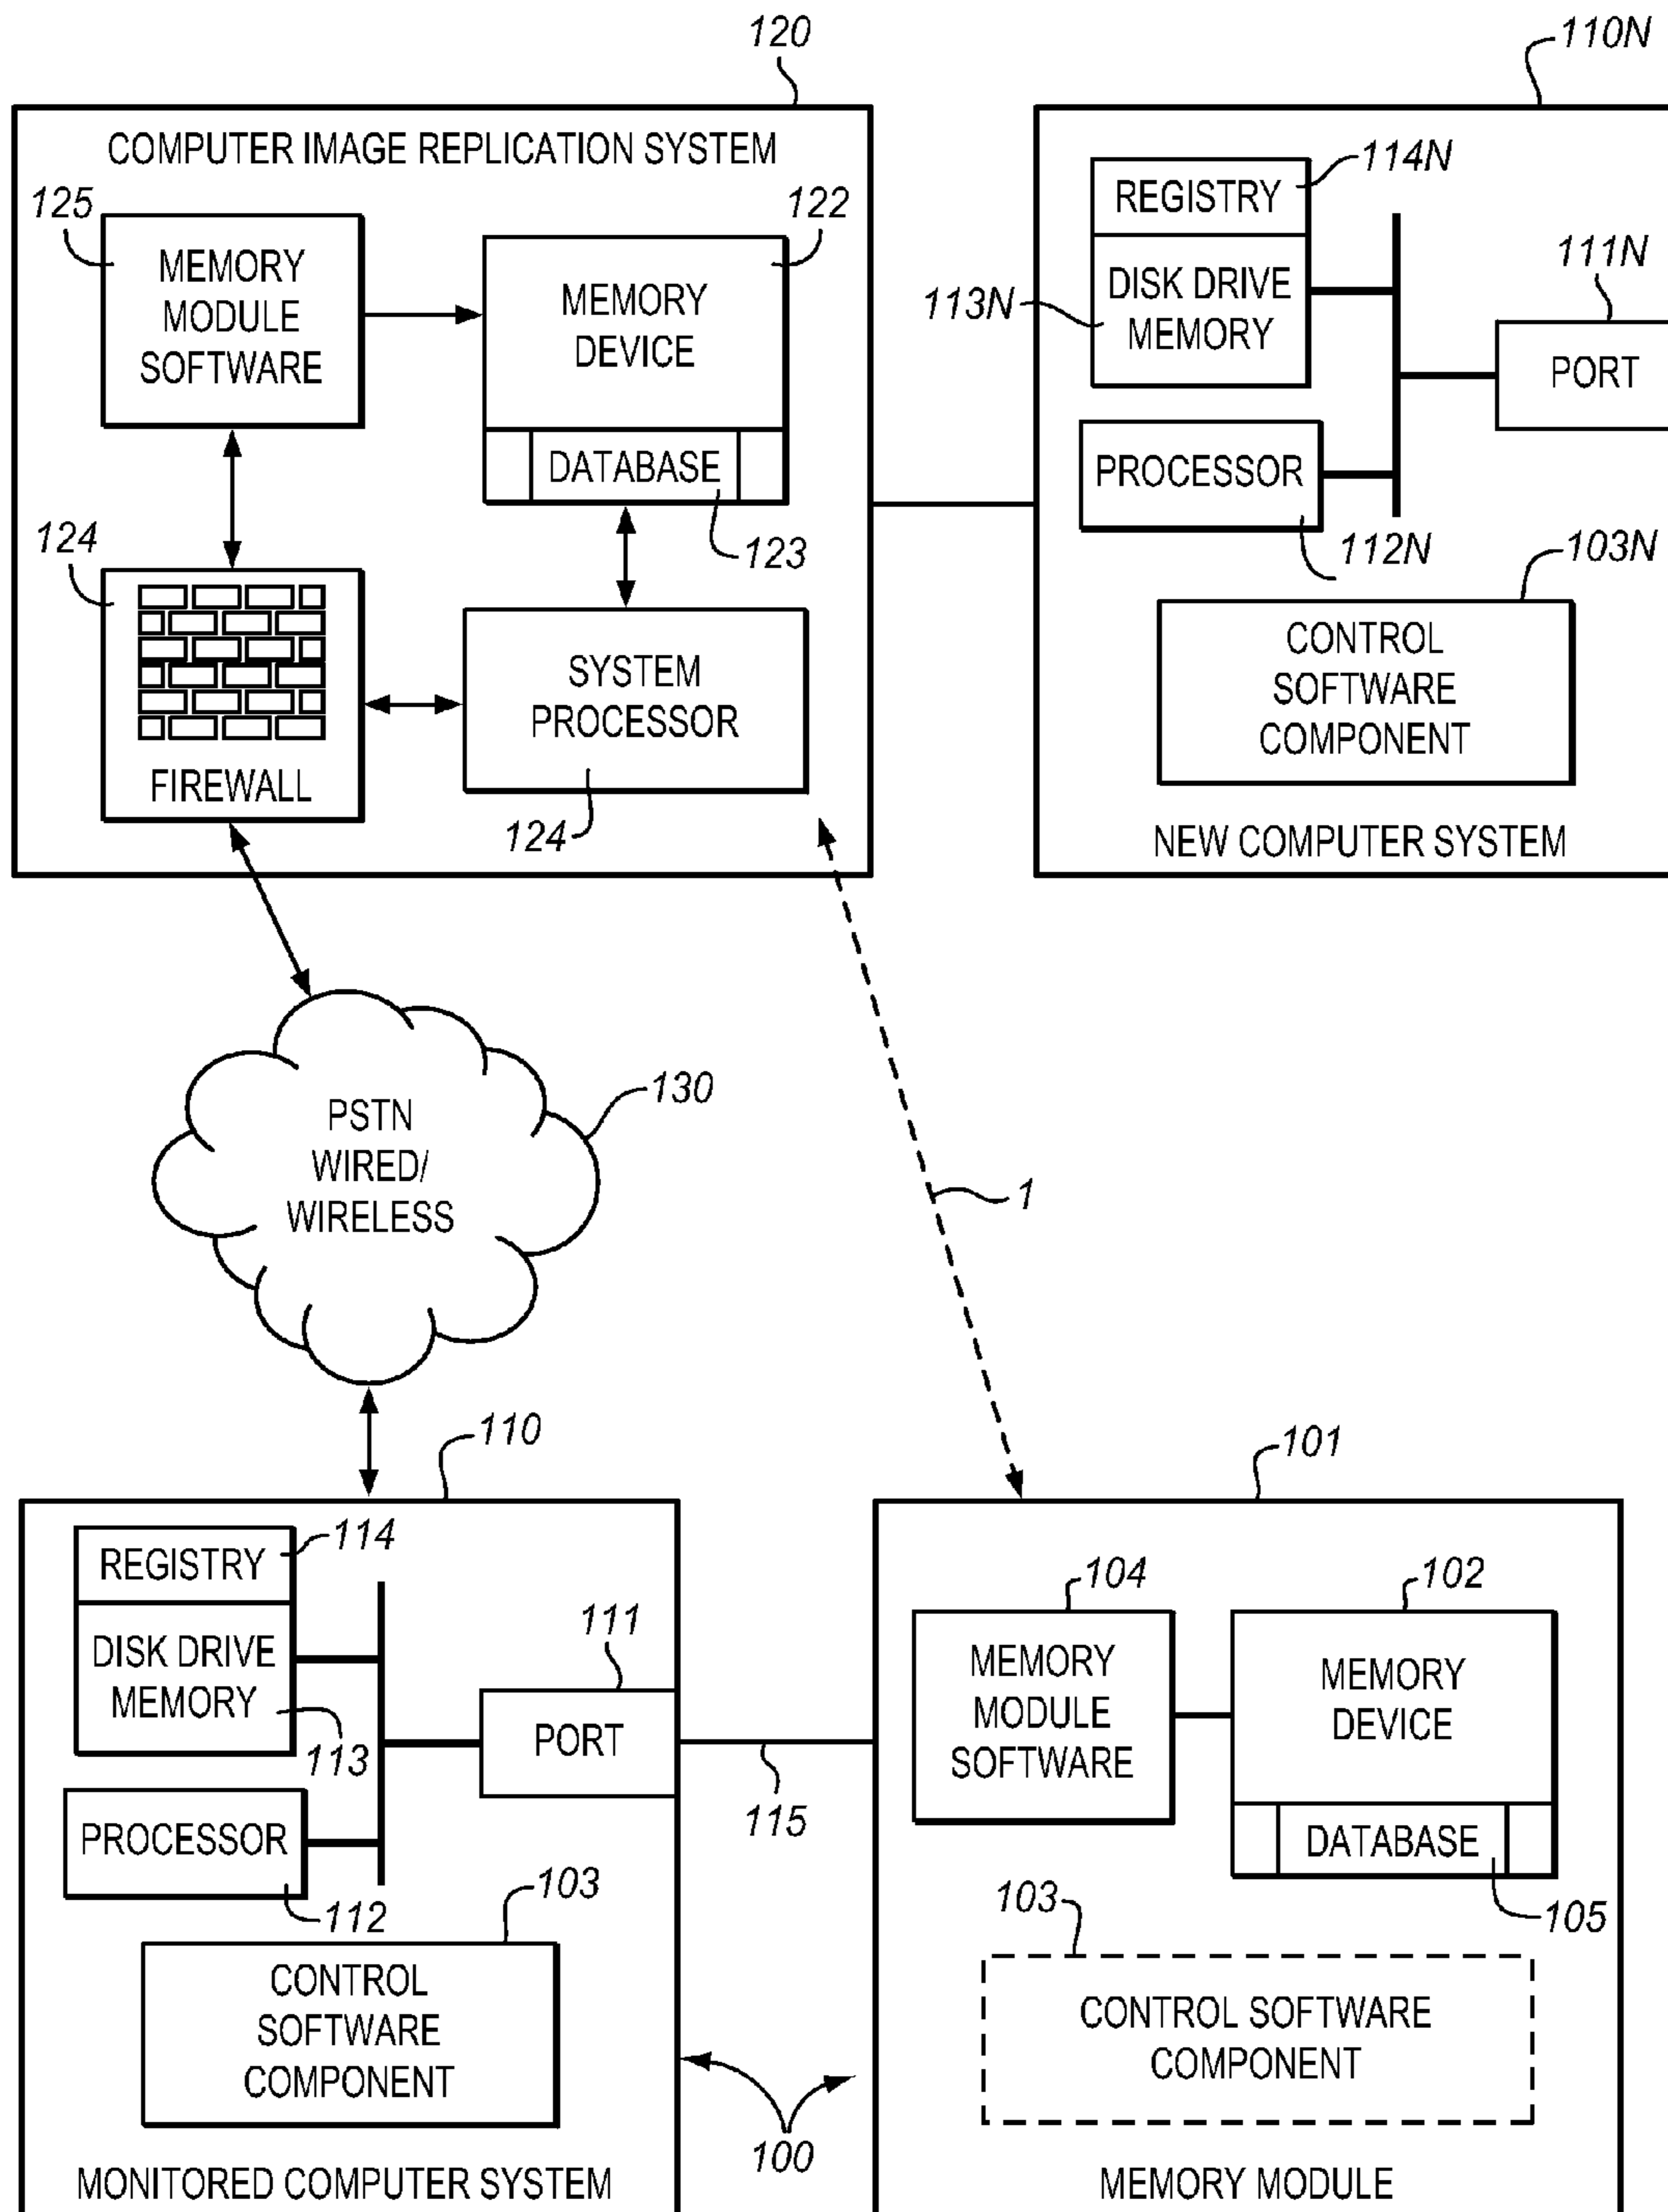 120
110N
COMPUTER IMAGE REPLICATION SYSTEM
125
MEMORY
MODULE
SOFTWARE
122
MEMORY
DEVICE
DATABASE
123
124
FIREWALL
SYSTEM
PROCESSOR
124
REGISTRY
114N
DISK DRIVE
MEMORY
113N
111N
PORT
PROCESSOR
112N
103N
CONTROL
SOFTWARE
COMPONENT
NEW COMPUTER SYSTEM
PSTN
WIRED/
WIRELESS
130
1
110
REGISTRY
114
DISK DRIVE
MEMORY
113
111
PORT
PROCESSOR
112
103
CONTROL
SOFTWARE
COMPONENT
MONITORED COMPUTER SYSTEM
115
100
101
104
MEMORY
MODULE
SOFTWARE
102
MEMORY
DEVICE
DATABASE
105
103
CONTROL SOFTWARE
COMPONENT
MEMORY MODULE